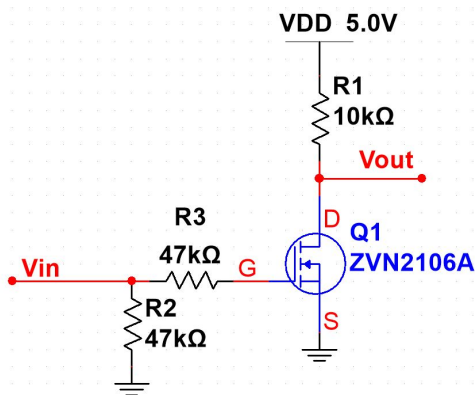 VDD 5.0V
R1
10kΩ
Vout
R3
47kΩ
D
Q1
ZVN2106A
Vin
G
R2
47kΩ
S